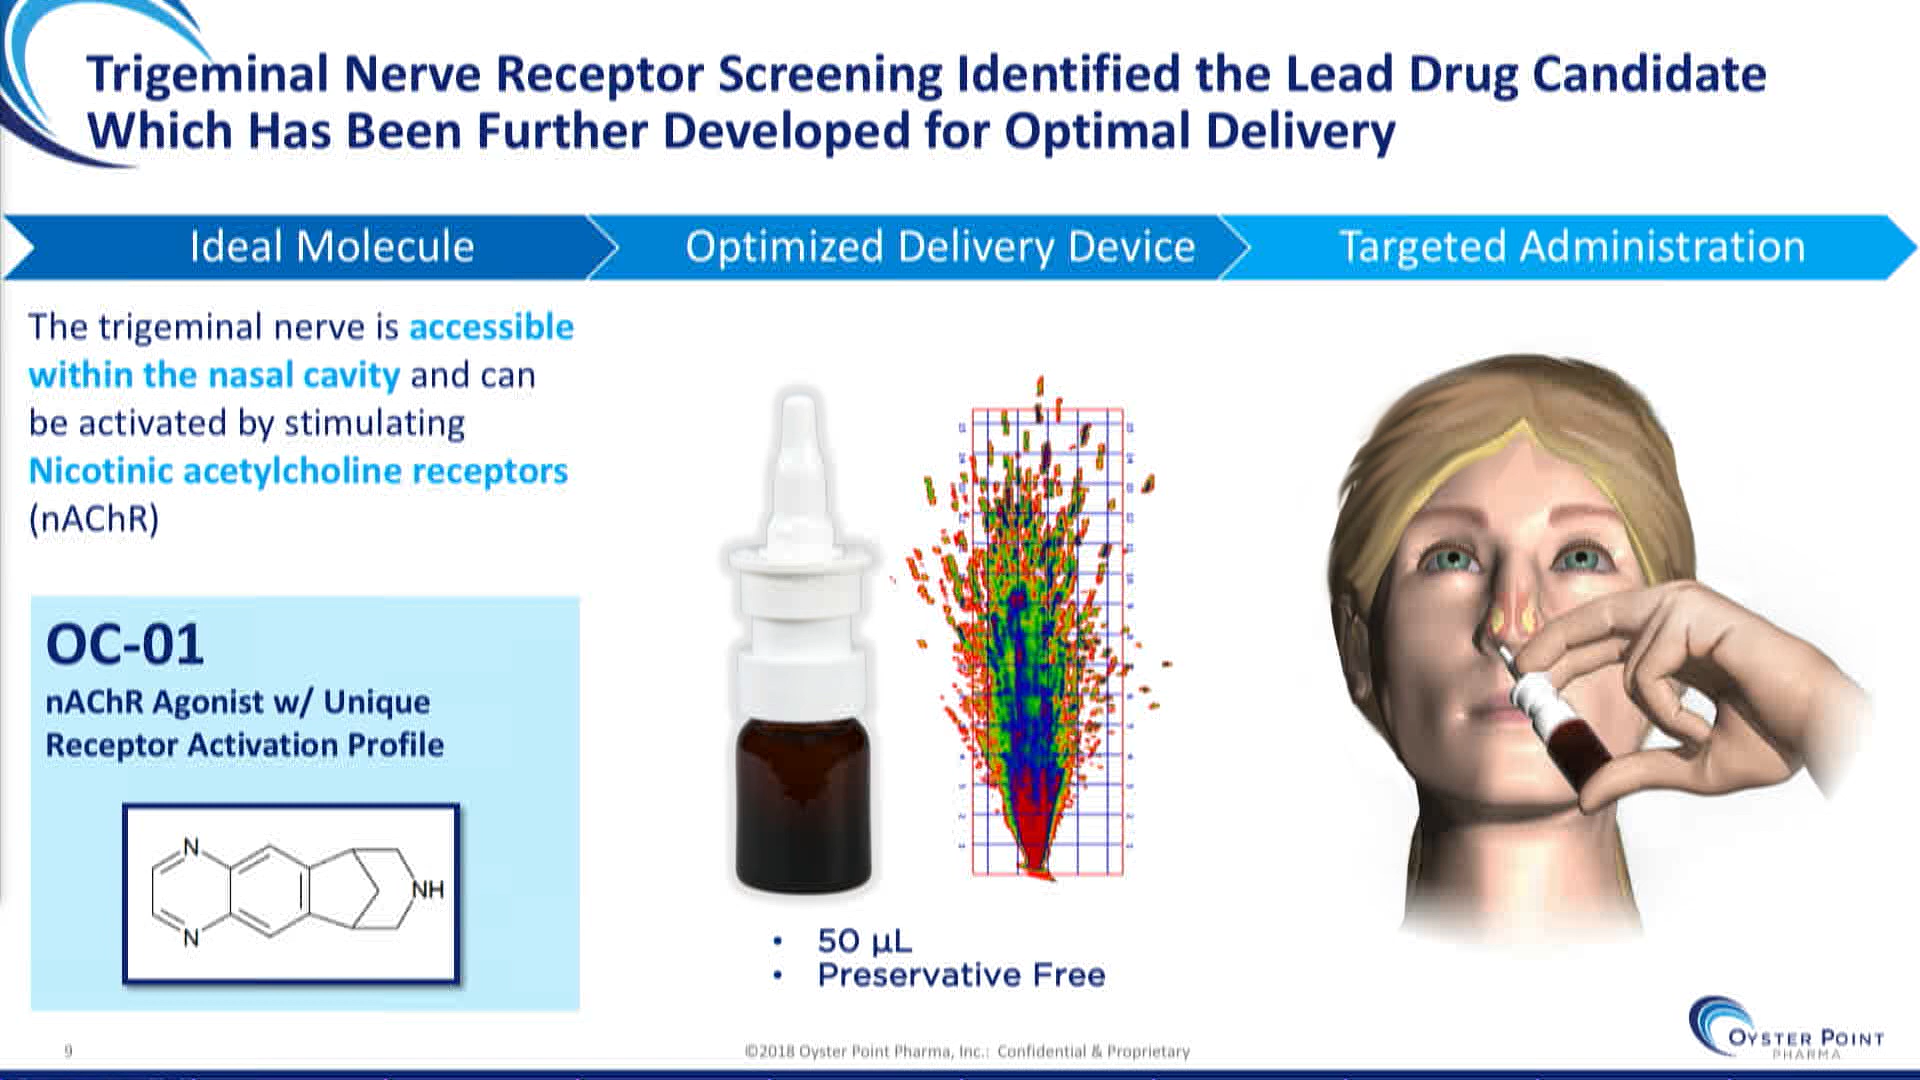 Trigeminal Nerve Receptor Screening Identified the Lead Drug Candidate
Which Has Been Further Developed for Optimal Delivery
Ideal Molecule
Optimized Delivery Device
Targeted Administration
The trigeminal nerve is accessible
within the nasal cavity and can
be activated by stimulating
Nicotinic acetylcholine receptors
(nAChR)
OC-01
nAChR Agonist w/ Unique
Receptor Activation Profile
N
N
NH
• 50 µL
• Preservative Free
9
©2018 Oyster Point Pharma, Inc.: Confidential & Proprietary
OYSTER POINT
PHARMA